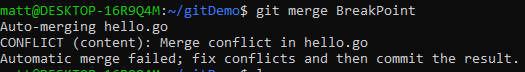 matt@DESKTOP-16R9Q4M:~/gitDemo$ git merge BreakPoint
Auto-merging hello.go
CONFLICT (content): Merge conflict in hello.go
Automatic merge failed; fix conflicts and then commit the result.